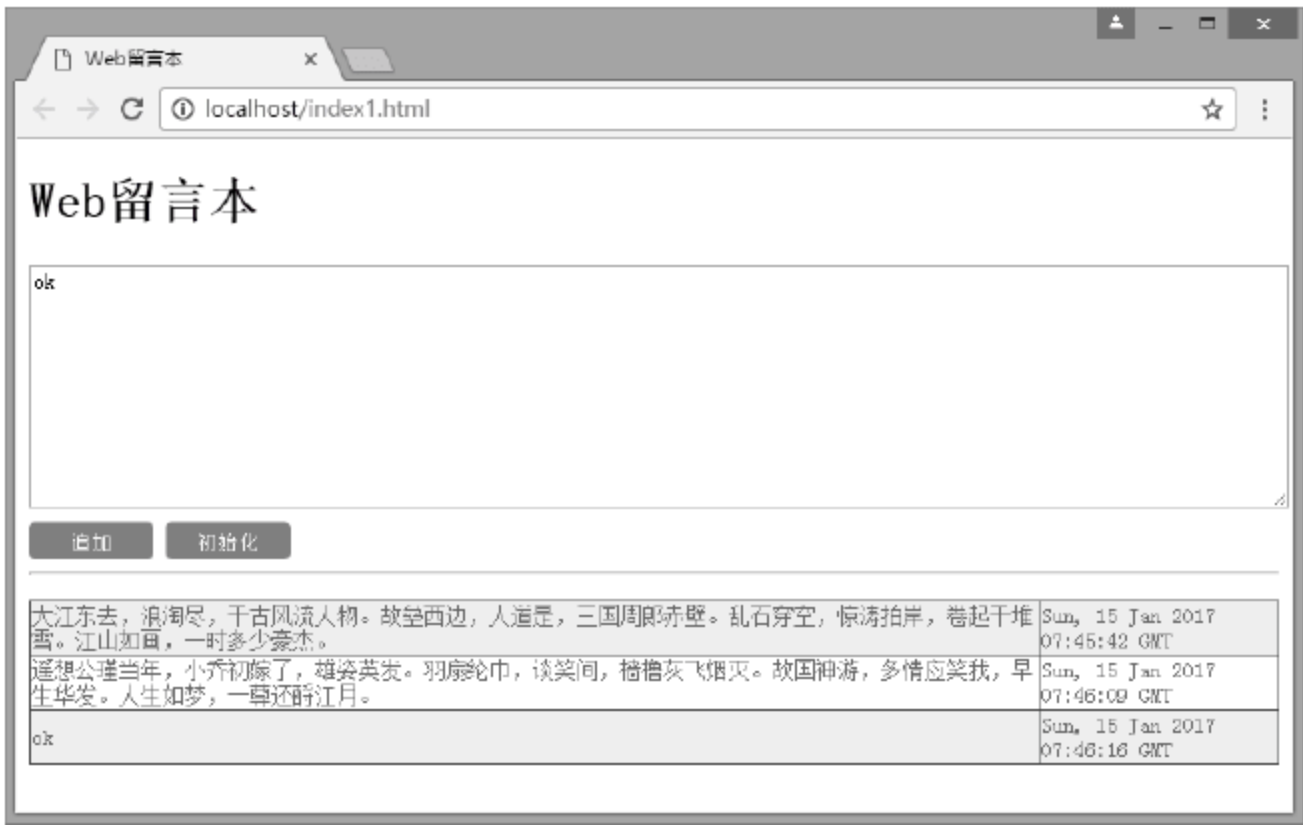 Web留言本
localhost/index1.html
Web留言本
ok
追加 初始化
大江东去，浪淘尽，千古风流人物。故垒西边，人道是，三国周郎赤壁。乱石穿空，惊涛拍岸，卷起千堆
雪。江山如画，一时多少豪杰。
Sun, 15 Jan 2017
07:45:42 GMT
遥想公瑾当年，小乔初嫁了，雄姿英发。羽扇纶巾，谈笑间，樯橹灰飞烟灭。故国神游，多情应笑我，早
生华发。人生如梦，一尊还酹江月。
Sun, 15 Jan 2017
07:46:09 GMT
ok
Sun, 15 Jan 2017
07:46:16 GMT